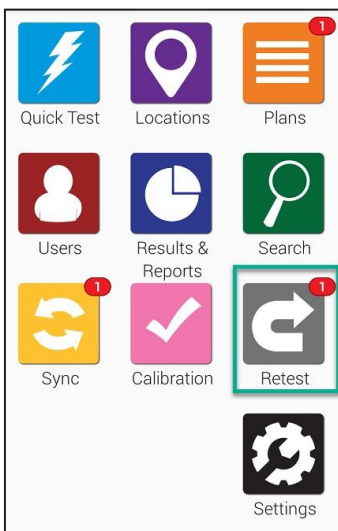 1
Quick Test
Locations
Plans
Users
Results &
Reports
Search
1
1
Sync
Calibration
Retest
Settings